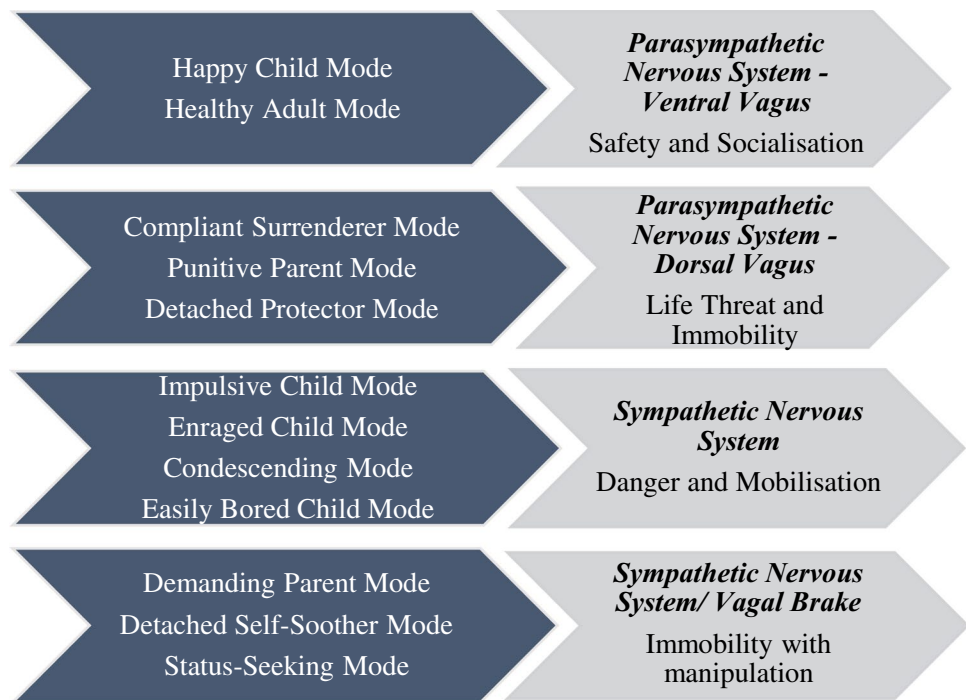 Happy Child Mode
Healthy Adult Mode
Parasympathetic
Nervous System -
Ventral Vagus
Safety and Socialisation
Compliant Surrenderer Mode
Punitive Parent Mode
Detached Protector Mode
Parasympathetic
Nervous System -
Dorsal Vagus
Life Threat and
Immobility
Impulsive Child Mode
Enraged Child Mode
Condescending Mode
Easily Bored Child Mode
Sympathetic Nervous
System
Danger and Mobilisation
Demanding Parent Mode
Detached Self-Soother Mode
Status-Seeking Mode
Sympathetic Nervous
System/ Vagal Brake
Immobility with
manipulation